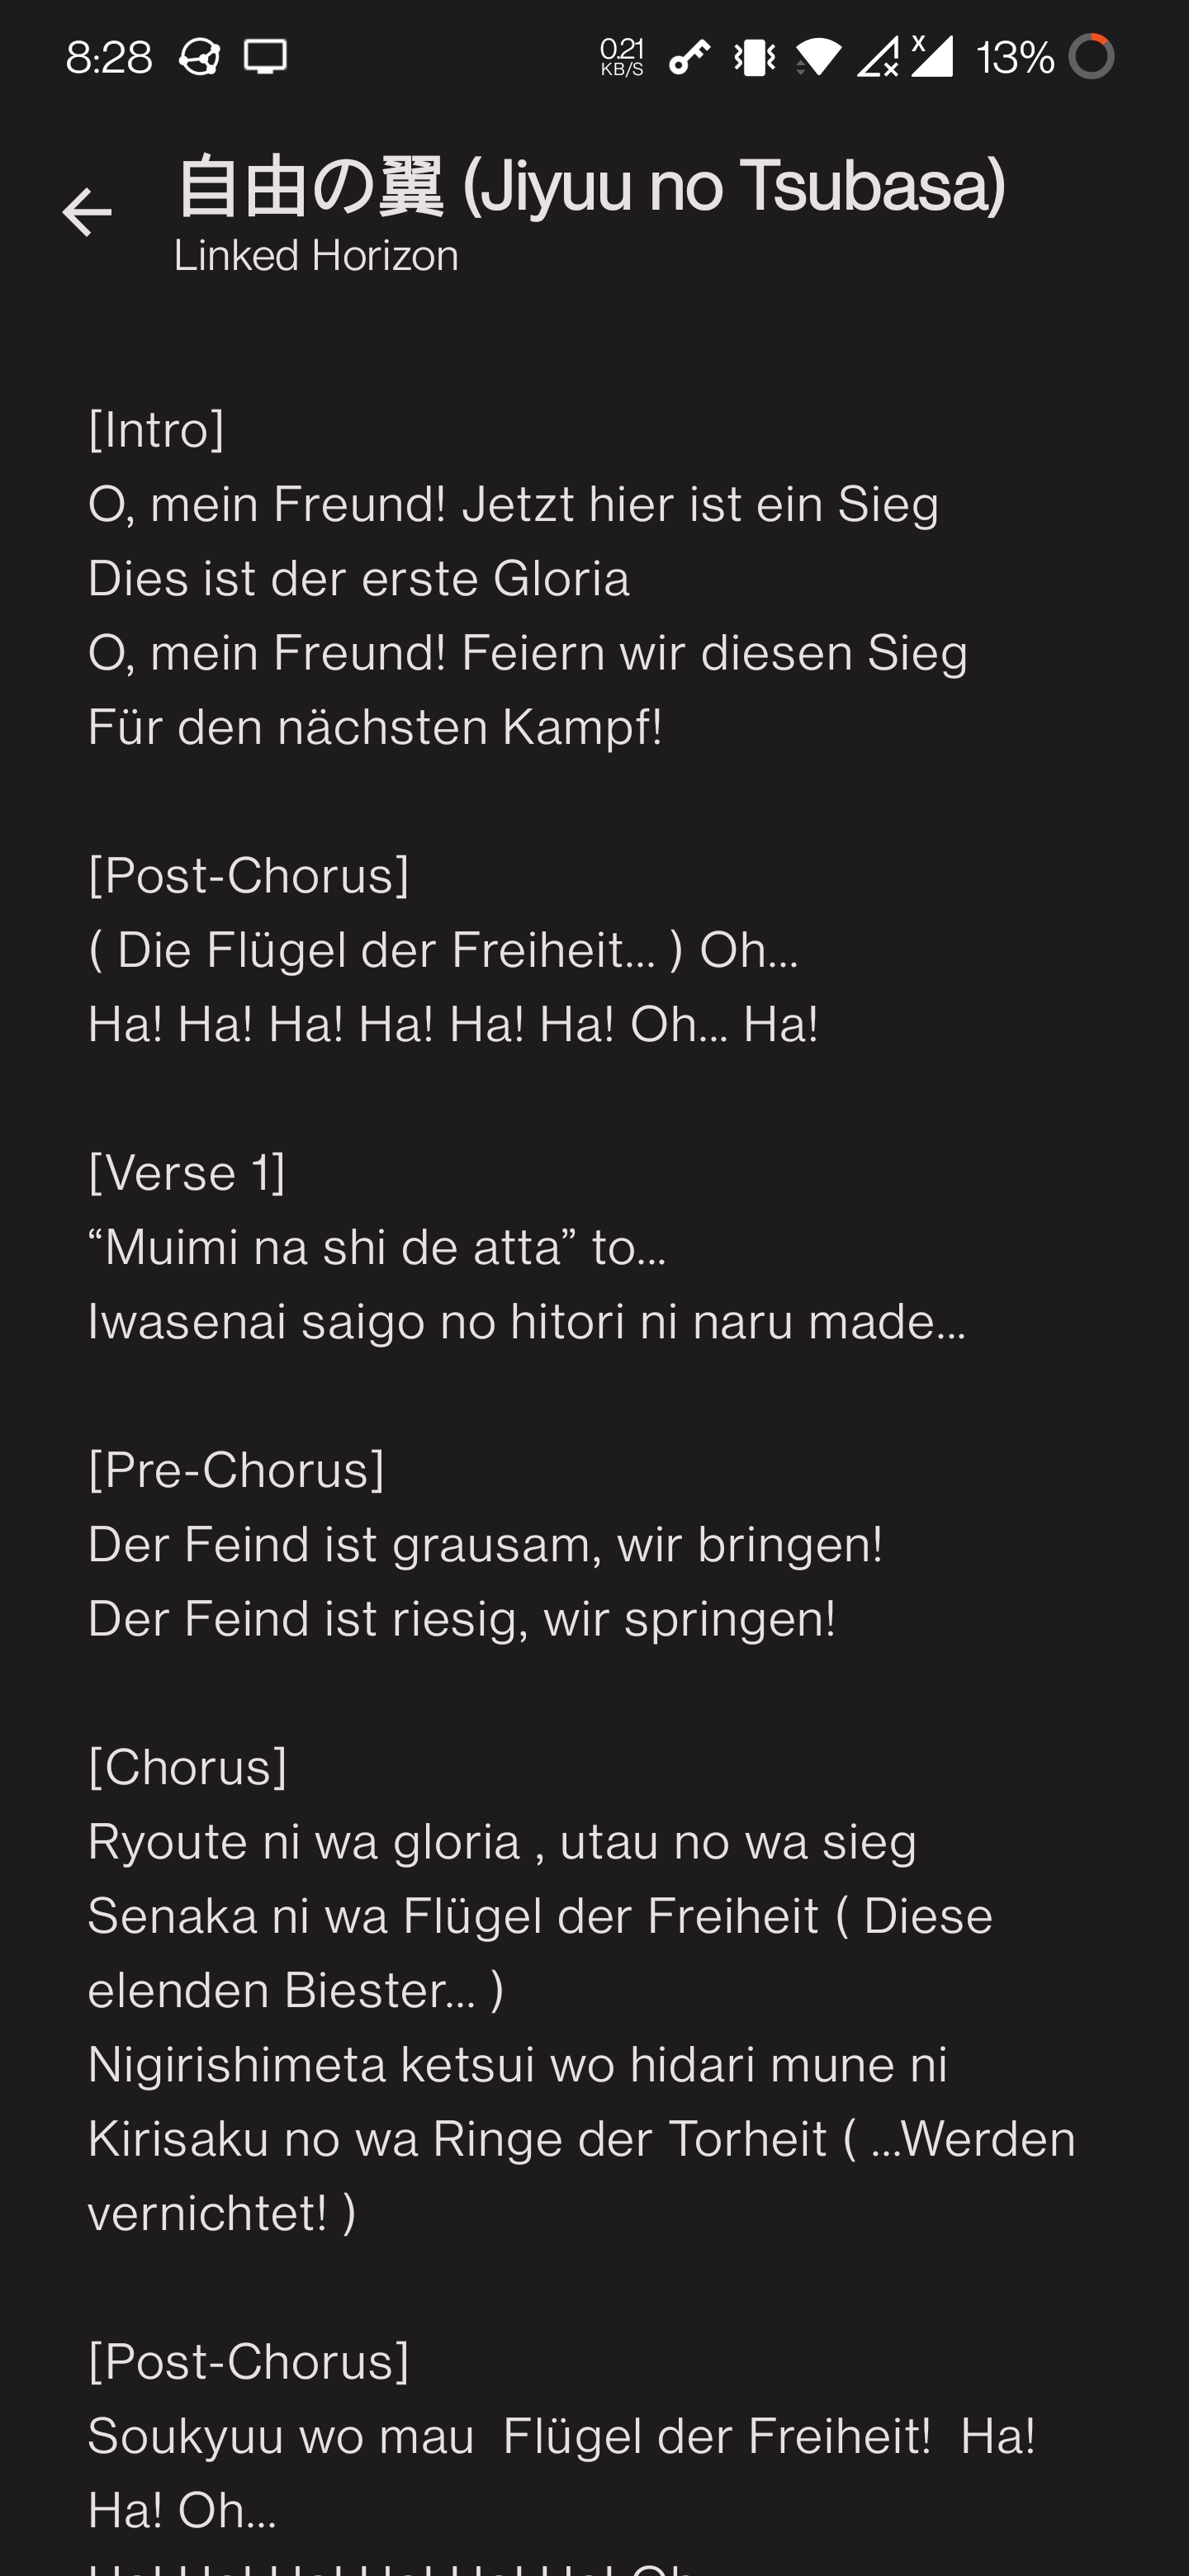 8:28
0.21
KB/S
X
13%
自由の翼 (Jiyuu no Tsubasa)
Linked Horizon
[Intro]
O, mein Freund! Jetzt hier ist ein Sieg
Dies ist der erste Gloria
O, mein Freund! Feiern wir diesen Sieg
Für den nächsten Kampf!
[Post-Chorus]
( Die Flügel der Freiheit... ) Oh...
Ha! Ha! Ha! Ha! Ha! Ha! Oh... Ha!
[Verse 1]
“Muimi na shi de atta” to...
Iwasenai saigo no hitori ni naru made...
[Pre-Chorus]
Der Feind ist grausam, wir bringen!
Der Feind ist riesig, wir springen!
[Chorus]
Ryoute ni wa gloria , utau no wa sieg
Senaka ni wa Flügel der Freiheit ( Diese
elenden Biester... )
Nigirishimeta ketsui wo hidari mune ni
Kirisaku no wa Ringe der Torheit ( ...Werden
vernichtet! )
[Post-Chorus]
Soukyuu wo mau  Flügel der Freiheit!  Ha!
Ha! Oh...